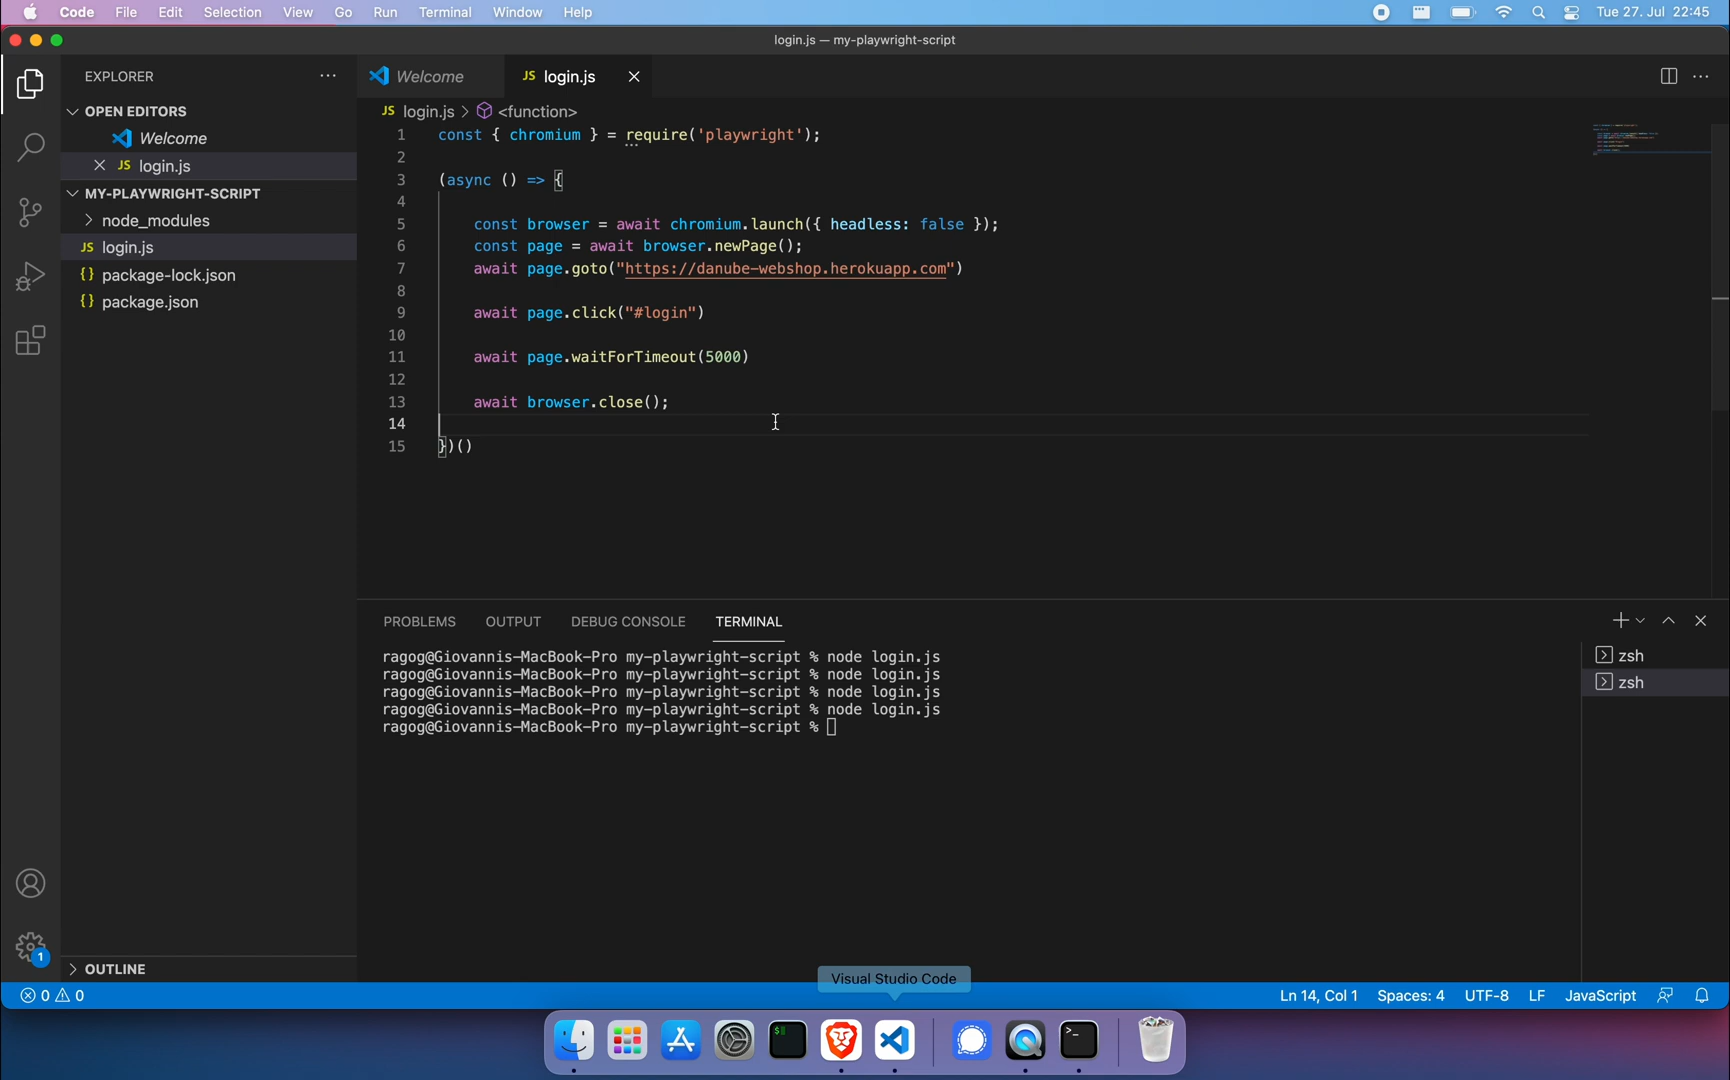 Code File Edit Selection View Go Run Terminal Window Help Tue 27. Jul 22:45
login.js — my-playwright-script
EXPLORER
OPEN EDITORS
Welcome
JS login.js
MY-PLAYWRIGHT-SCRIPT
node_modules
JS login.js
{} package-lock.json
{} package.json
OUTLINE
1
Welcome
JS login.js
JS login.js > <function>
1 const { chromium } = require('playwright');
2
3 (async () => {
4
5 const browser = await chromium.launch({ headless: false });
6 const page = await browser.newPage();
7 await page.goto("https://danube-webshop.herokuapp.com")
8
9 await page.click("#login")
10
11 await page.waitForTimeout(5000)
12
13 await browser.close();
14
15 })()
PROBLEMS OUTPUT DEBUG CONSOLE TERMINAL
ragog@Giovannis-MacBook-Pro my-playwright-script % node login.js
ragog@Giovannis-MacBook-Pro my-playwright-script % node login.js
ragog@Giovannis-MacBook-Pro my-playwright-script % node login.js
ragog@Giovannis-MacBook-Pro my-playwright-script % node login.js
ragog@Giovannis-MacBook-Pro my-playwright-script %
zsh
zsh
Visual Studio Code
0 0 Ln 14, Col 1 Spaces: 4 UTF-8 LF JavaScript